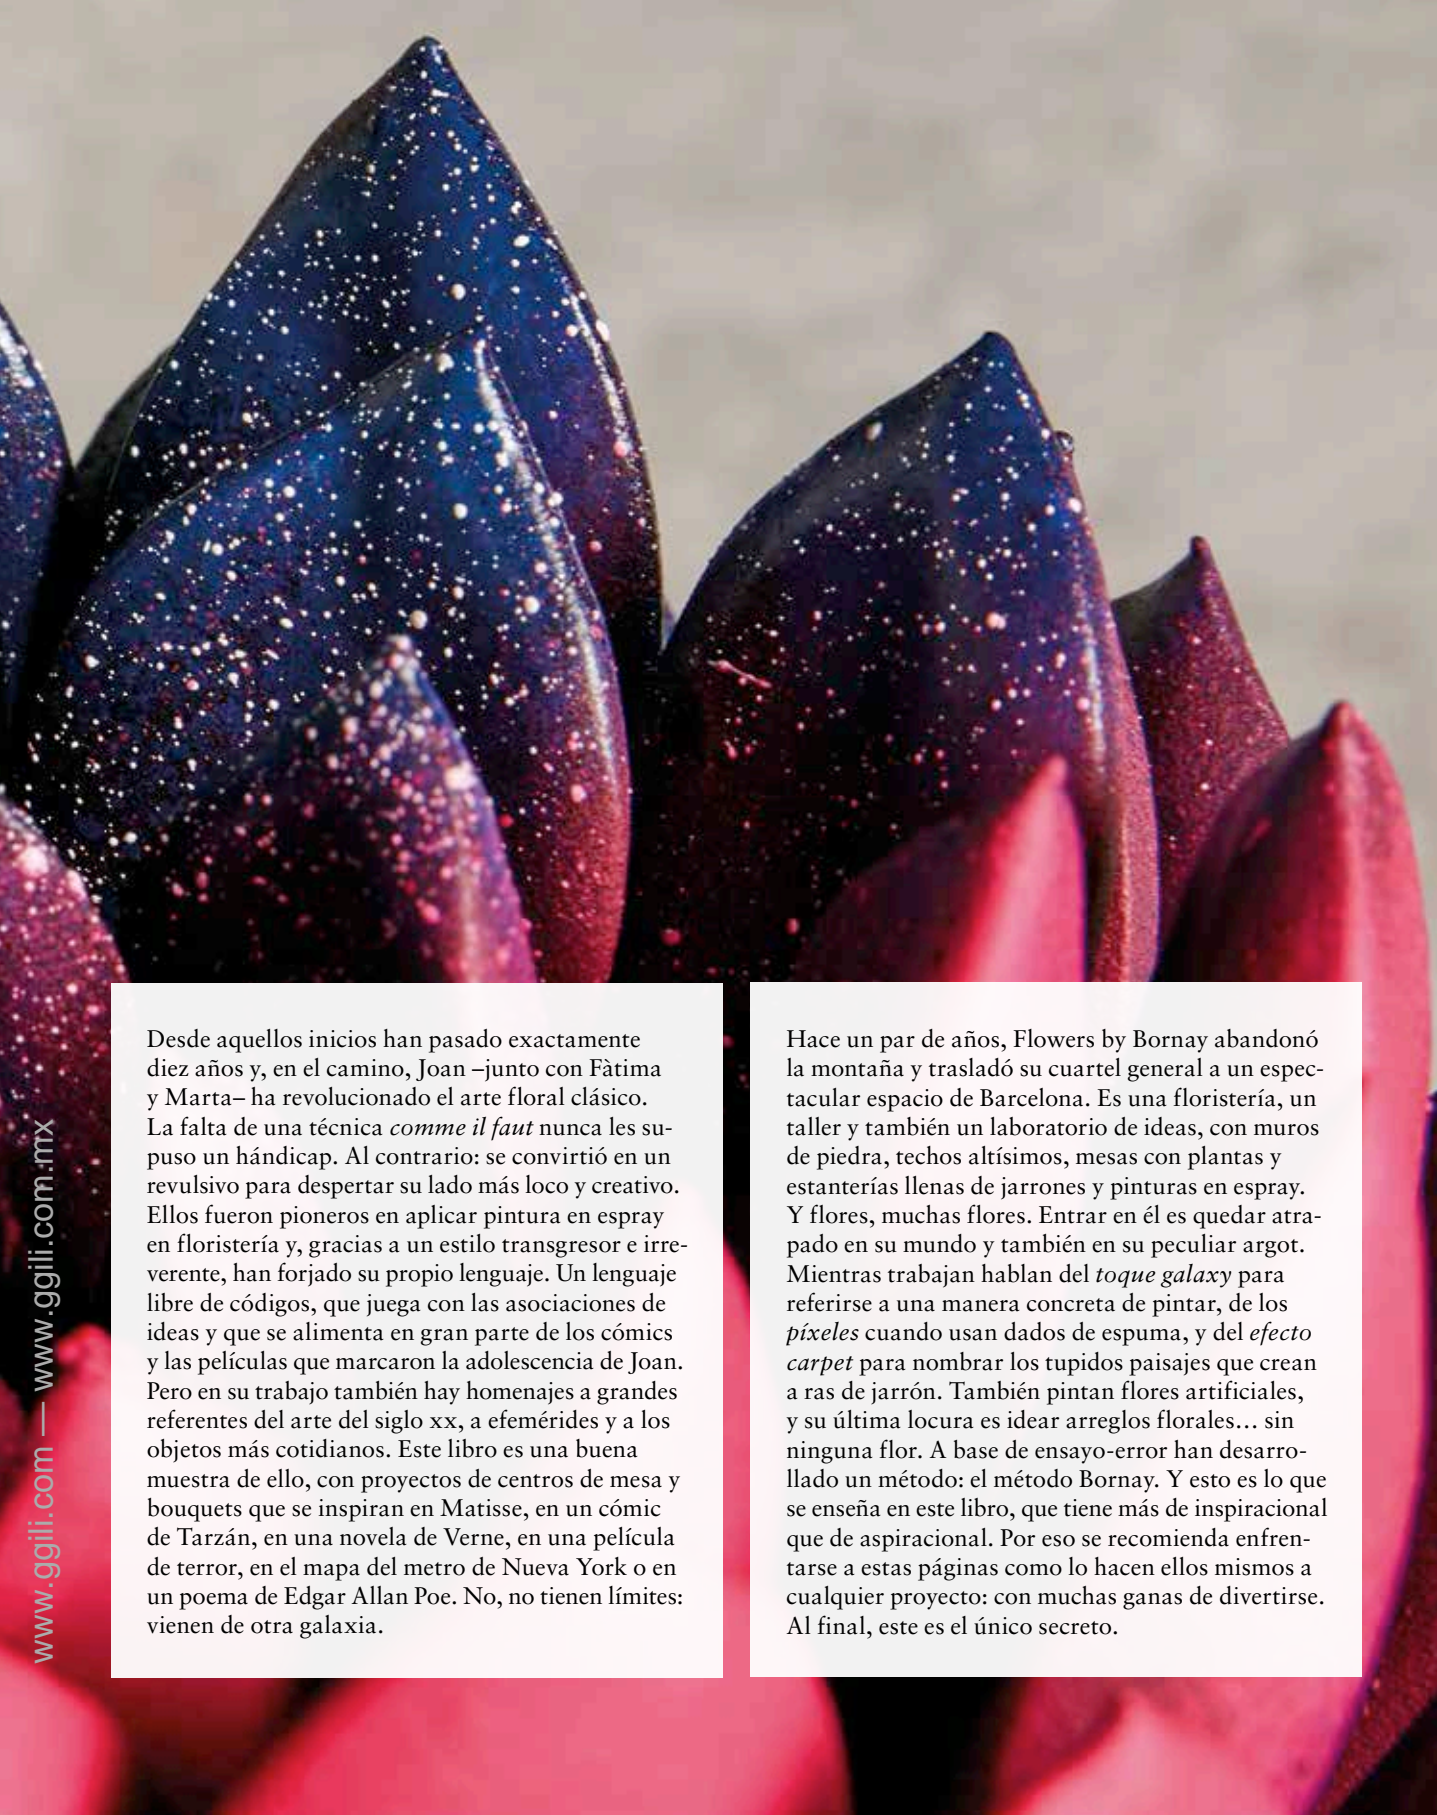 Desde aquellos inicios han pasado exactamente
diez años y, en el camino, Joan –junto con Fàtima
y Marta– ha revolucionado el arte floral clásico.
La falta de una técnica comme il faut nunca les su-
puso un hándicap. Al contrario: se convirtió en un
revulsivo para despertar su lado más loco y creativo.
Ellos fueron pioneros en aplicar pintura en espray
en floristería y, gracias a un estilo transgresor e irre-
verente, han forjado su propio lenguaje. Un lenguaje
libre de códigos, que juega con las asociaciones de
ideas y que se alimenta en gran parte de los cómics
y las películas que marcaron la adolescencia de Joan.
Pero en su trabajo también hay homenajes a grandes
referentes del arte del siglo xx, a efemérides y a los
objetos más cotidianos. Este libro es una buena
muestra de ello, con proyectos de centros de mesa y
bouquets que se inspiran en Matisse, en un cómic
de Tarzán, en una novela de Verne, en una película
de terror, en el mapa del metro de Nueva York o en
un poema de Edgar Allan Poe. No, no tienen límites:
vienen de otra galaxia.
Hace un par de años, Flowers by Bornay abandonó
la montaña y trasladó su cuartel general a un espec-
tacular espacio de Barcelona. Es una floristería, un
taller y también un laboratorio de ideas, con muros
de piedra, techos altísimos, mesas con plantas y
estanterías llenas de jarrones y pinturas en espray.
Y flores, muchas flores. Entrar en él es quedar atra-
pado en su mundo y también en su peculiar argot.
Mientras trabajan hablan del toque galaxy para
referirse a una manera concreta de pintar, de los
píxeles cuando usan dados de espuma, y del efecto
carpet para nombrar los tupidos paisajes que crean
a ras de jarrón. También pintan flores artificiales,
y su última locura es idear arreglos florales… sin
ninguna flor. A base de ensayo-error han desarro-
llado un método: el método Bornay. Y esto es lo que
se enseña en este libro, que tiene más de inspiracional
que de aspiracional. Por eso se recomienda enfren-
tarse a estas páginas como lo hacen ellos mismos a
cualquier proyecto: con muchas ganas de divertirse.
Al final, este es el único secreto.
www.ggili.com — www.ggili.com.mx